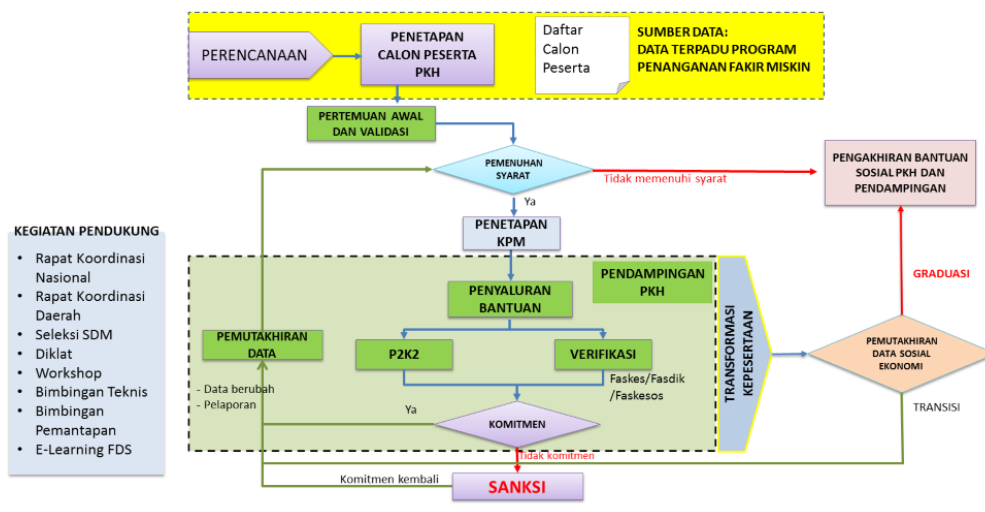 PERENCANAAN
PENETAPAN
CALON PESERTA
PKH
Daftar
Calon
Peserta
SUMBER DATA:
DATA TERPADU PROGRAM
PENANGANAN FAKIR MISKIN
PERTEMUAN AWAL
DAN VALIDASI
PEMENUHAN
SYARAT
Tidak memenuhi syarat
PENGAKHIRAN BANTUAN
SOSIAL PKH DAN
PENDAMPINGAN
Ya
PENETAPAN
KPM
KEGIATAN PENDUKUNG
• Rapat Koordinasi
Nasional
• Rapat Koordinasi
Daerah
• Seleksi SDM
• Diklat
• Workshop
• Bimbingan Teknis
• Bimbingan
Pemantapan
• E-Learning FDS
PENDAMPINGAN
PKH
PENYALURAN
BANTUAN
PEMUTAKHIRAN
DATA
P2K2
VERIFIKASI
- Data berubah
- Pelaporan
Faskes/Fasdik
/Faskesos
Ya
KOMITMEN
Tidak komitmen
Komitmen kembali
SANKSI
TRANSFORMASI
KEPESERTAAN
GRADUASI
PEMUTAKHIRAN
DATA SOSIAL
EKONOMI
TRANSISI